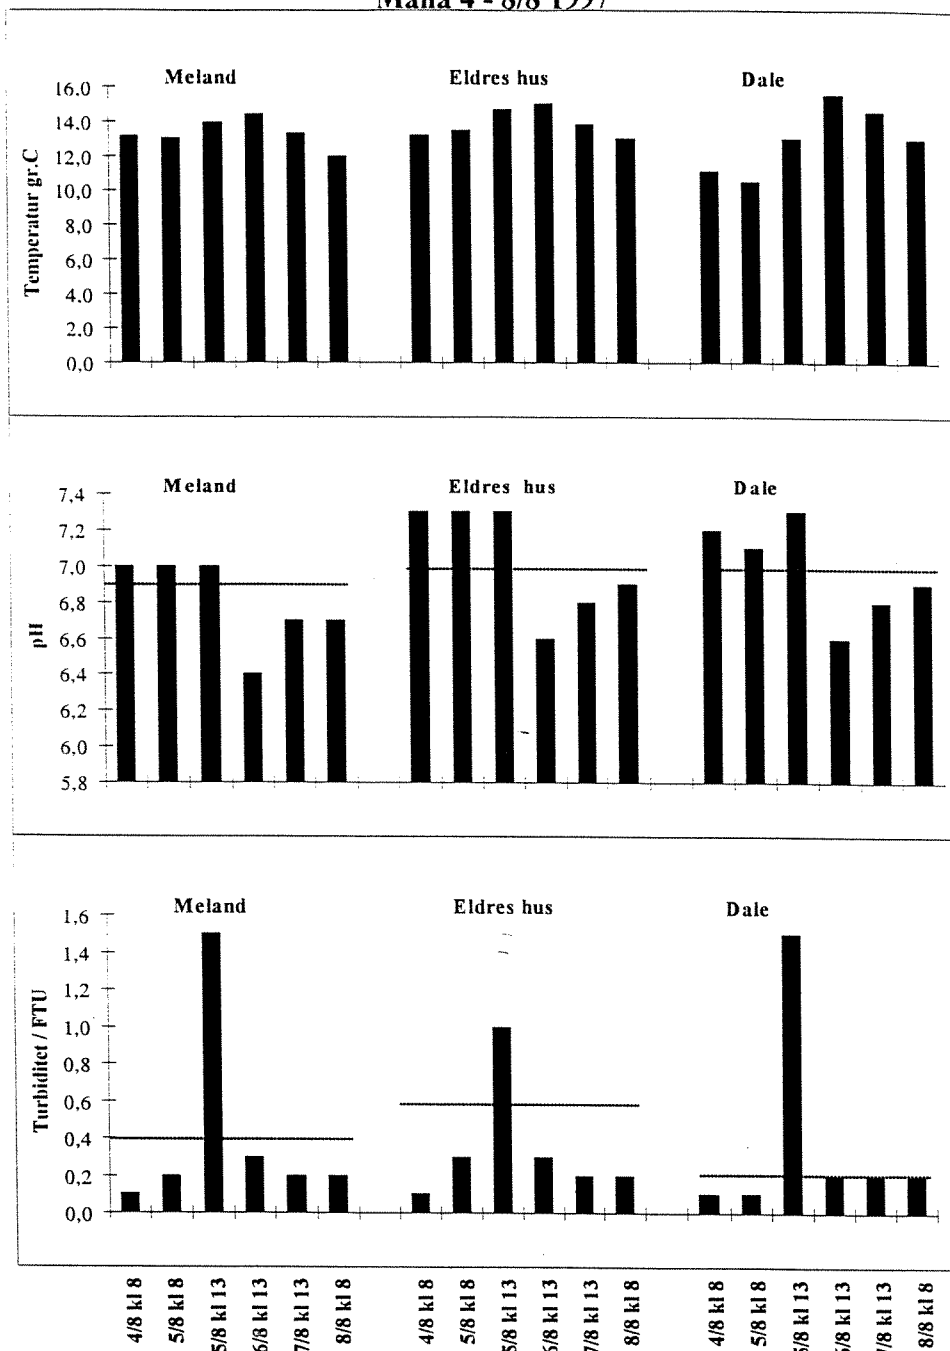 Måna 4 - 8/8 1997
Meland Eldres hus Dale
Temperatur gr.C
16.0
14.0
12,0
10,0
8,0
6,0
4.0
2.0
0.0
Meland Eldres hus Dale
pH
7,4
7,2
7,0
6,8
6,6
6,4
6,2
6,0
5,8
Meland Eldres hus Dale
Turbiditet / FTU
1,6
1,4
1,2
1,0
0,8
0,6
0,4
0,2
0,0
4/8 kl 8
5/8 kl 8
5/8 kl 13
6/8 kl 13
7/8 kl 13
8/8 kl 8
4/8 kl 8
5/8 kl 8
5/8 kl 13
6/8 kl 13
7/8 kl 13
8/8 kl 8
4/8 kl 8
5/8 kl 8
5/8 kl 13
6/8 kl 13
7/8 kl 13
8/8 kl 8